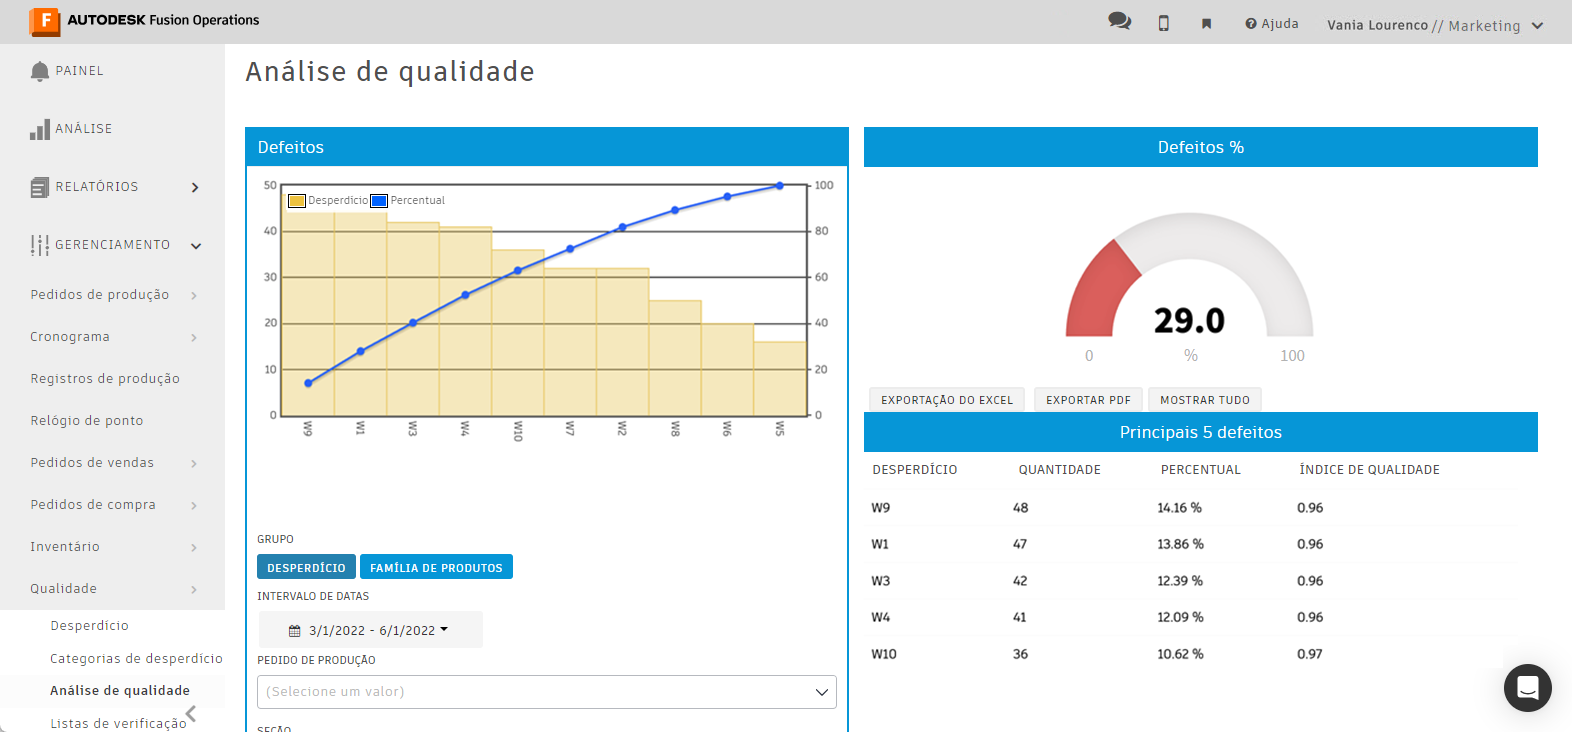 AUTODESK Fusion Operations
Ajuda
Vania Lourenco // Marketing
PAINEL
ANÁLISE
RELATÓRIOS
GERENCIAMENTO
Pedidos de produção
Cronograma
Registros de produção
Relógio de ponto
Pedidos de vendas
Pedidos de compra
Inventário
Qualidade
Desperdício
Categorias de desperdício
Análise de qualidade
Listas de verificação
Análise de qualidade
Defeitos
Desperdício Percentual
50
40
30
20
10
0
100
80
60
40
20
0
W9 W1 W3 W4 W10 W7 W2 W8 W6 W5
GRUPO
DESPERDÍCIO FAMÍLIA DE PRODUTOS
INTERVALO DE DATAS
3/1/2022 - 6/1/2022
PEDIDO DE PRODUÇÃO
(Selecione um valor)
SEÇÃO
Defeitos %
29.0
0 % 100
EXPORTAÇÃO DO EXCEL EXPORTAR PDF MOSTRAR TUDO
Principais 5 defeitos
DESPERDÍCIO QUANTIDADE PERCENTUAL ÍNDICE DE QUALIDADE
W9 48 14.16 % 0.96
W1 47 13.86 % 0.96
W3 42 12.39 % 0.96
W4 41 12.09 % 0.96
W10 36 10.62 % 0.97